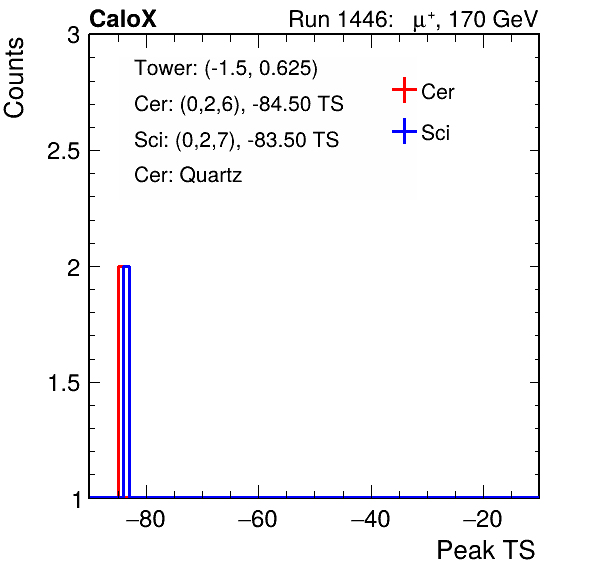 CaloX Run 1446: μ⁺, 170 GeV
Counts
Tower: (-1.5, 0.625)
Cer: (0,2,6), -84.50 TS
Sci: (0,2,7), -83.50 TS
Cer: Quartz
Cer
Sci
3
2.5
2
1.5
1
−80 −60 −40 −20
Peak TS